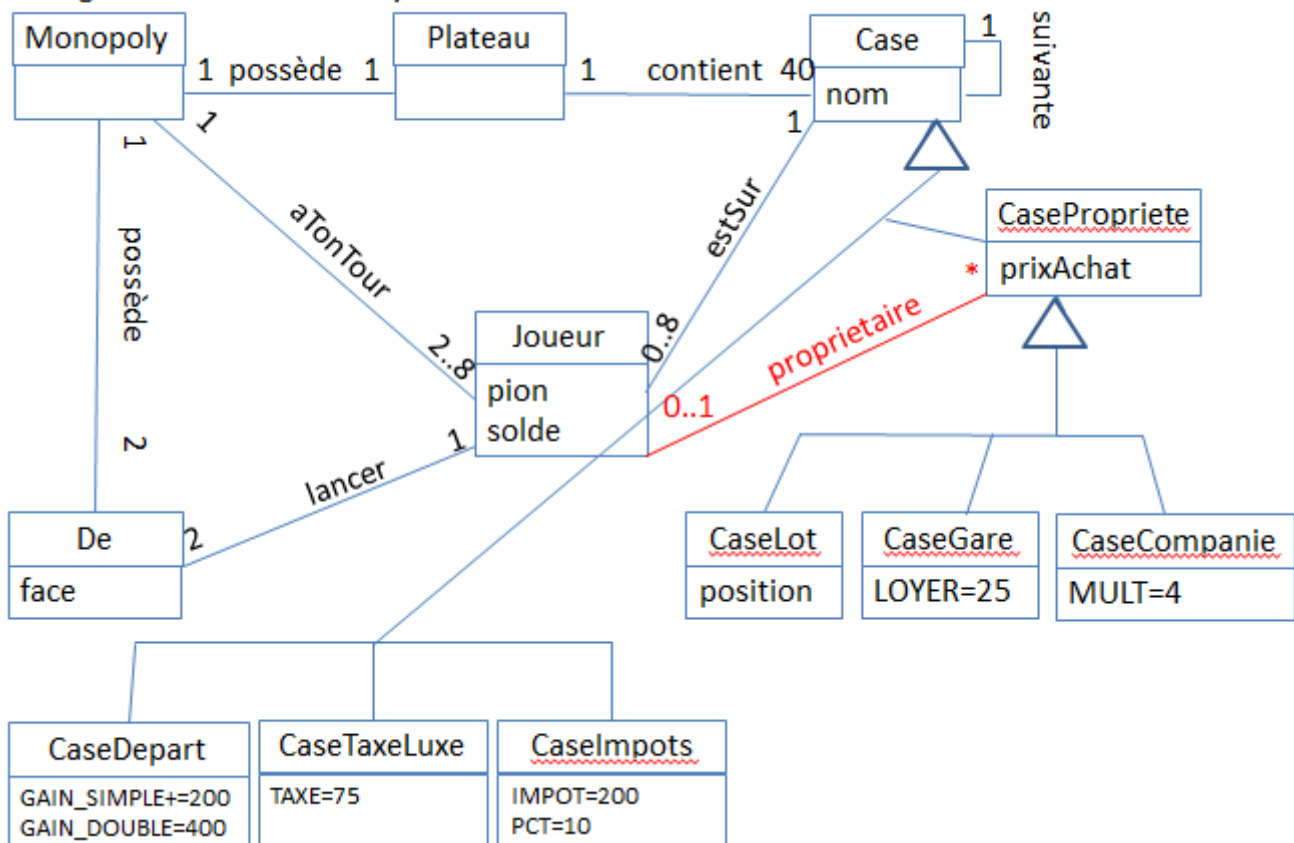 Monopoly
1 possède 1
Plateau
1 contient 40
Case
nom
1
suivante
1
1
possède
2
1
aTonTour
2..8
estSur
0..8
CasePropriete
prixAchat
*
proprietaire
0..1
Joueur
pion
solde
1
lancer
2
De
face
CaseLot
position
CaseGare
LOYER=25
CaseCompanie
MULT=4
CaseDepart
GAIN_SIMPLE+=200
GAIN_DOUBLE=400
CaseTaxeLuxe
TAXE=75
CaseImpots
IMPOT=200
PCT=10